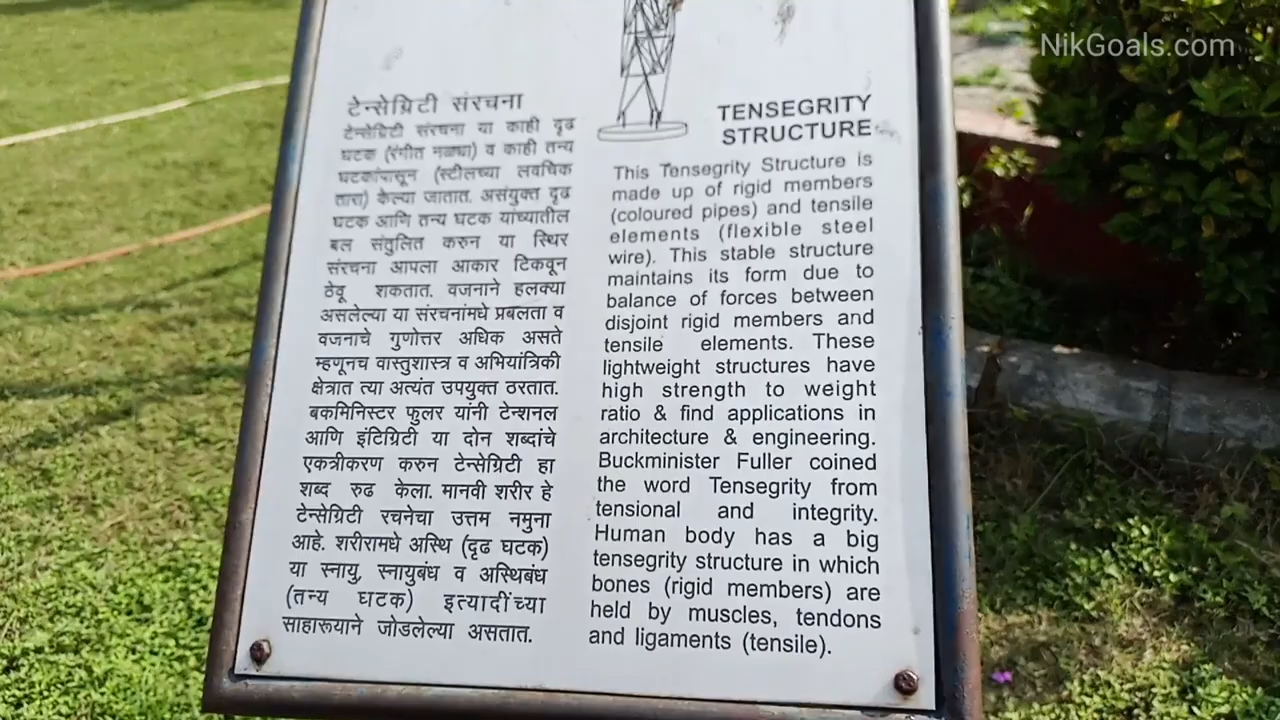 NikGoals.com
टेन्सेग्रिटी संरचना
टेन्सेग्रिटी संरचना या काही दृढ
घटक (रंगीत नळ्या) व काही तन्य
घटकांपासून (स्टीलच्या लवचिक
तारा) केल्या जातात. असंयुक्त दृढ
घटक आणि तन्य घटक यांच्यातील
बल संतुलित करुन या स्थिर
संरचना आपला आकार टिकवून
ठेवू शकतात. वजनाने हलक्या
असलेल्या या संरचनांमधे प्रबलता व
वजनाचे गुणोत्तर अधिक असते
म्हणूनच वास्तुशास्त्र व अभियांत्रिकी
क्षेत्रात त्या अत्यंत उपयुक्त ठरतात.
बकमिनिस्टर फुलर यांनी टेन्शनल
आणि इंटिग्रिटी या दोन शब्दांचे
एकत्रीकरण करुन टेन्सेग्रिटी हा
शब्द रुढ केला. मानवी शरीर हे
टेन्सेग्रिटी रचनेचा उत्तम नमुना
आहे. शरीरामधे अस्थि (दृढ घटक)
या स्नायु, स्नायुबंध व अस्थिबंध
(तन्य घटक) इत्यादींच्या
साहारूयाने जोडलेल्या असतात.
TENSEGRITY
STRUCTURE
This Tensegrity Structure is
made up of rigid members
(coloured pipes) and tensile
elements (flexible steel
wire). This stable structure
maintains its form due to
balance of forces between
disjoint rigid members and
tensile elements. These
lightweight structures have
high strength to weight
ratio & find applications in
architecture & engineering.
Buckminister Fuller coined
the word Tensegrity from
tensional and integrity.
Human body has a big
tensegrity structure in which
bones (rigid members) are
held by muscles, tendons
and ligaments (tensile).